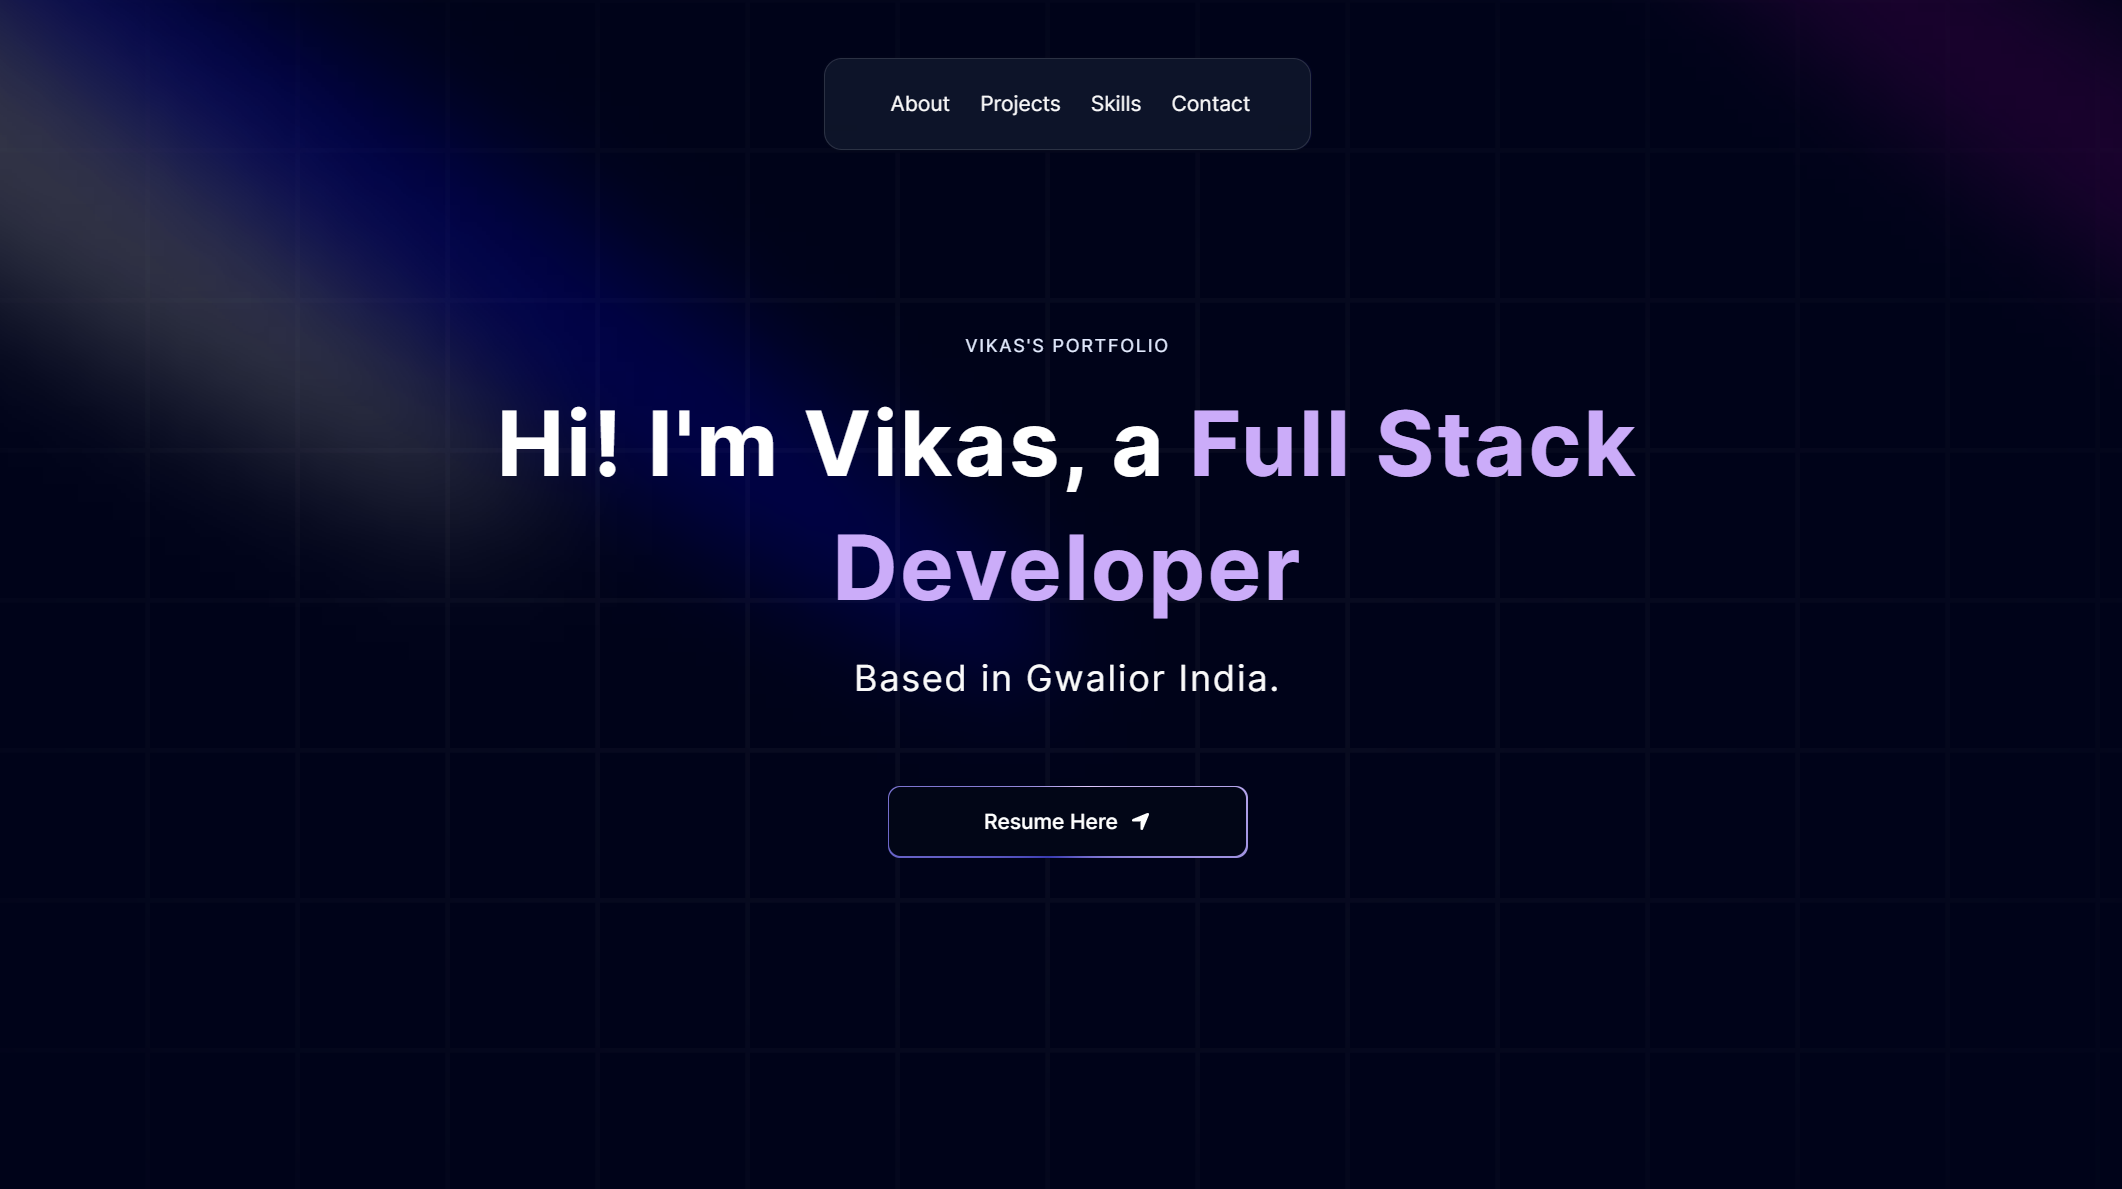 About Projects Skills Contact
VIKAS'S PORTFOLIO
Hi! I'm Vikas, a Full Stack
Developer
Based in Gwalior India.
Resume Here